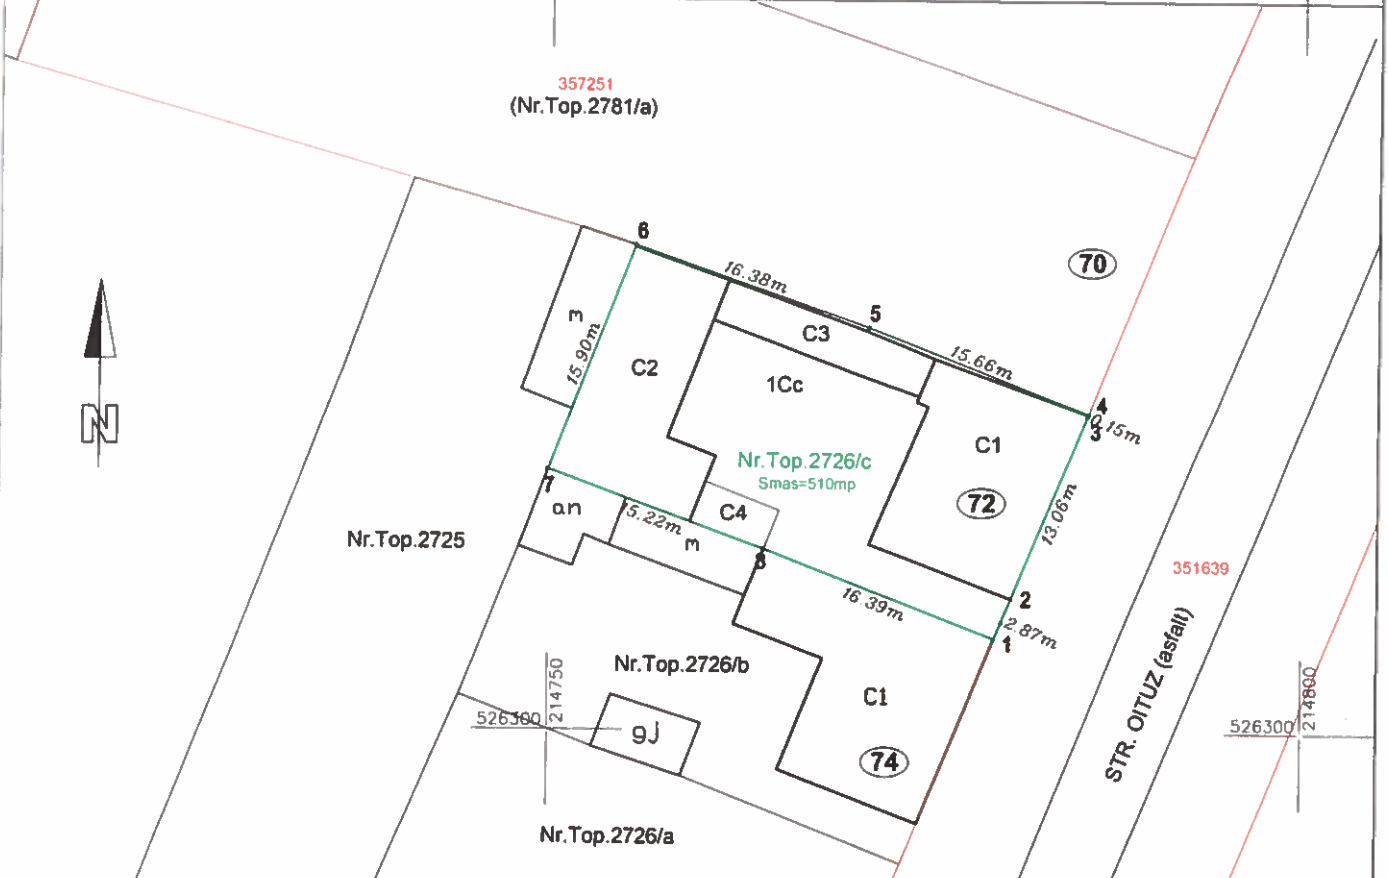 357251
(Nr.Top.2781/a)
6
70
16.38m
5
C3
m
15.90m
C2
15.66m
1Cc
4
0.15m
3
C1
Nr.Top.2726/c
Smas=510mp
72
7
an
15.22m
C4
13.06m
Nr.Top.2725
m
8
351639
16.39m
2
2.87m
1
STR. OITUZ (asfalt)
Nr.Top.2726/b
C1
214750
526300
gJ
74
214800
526300
Nr.Top.2726/a
N